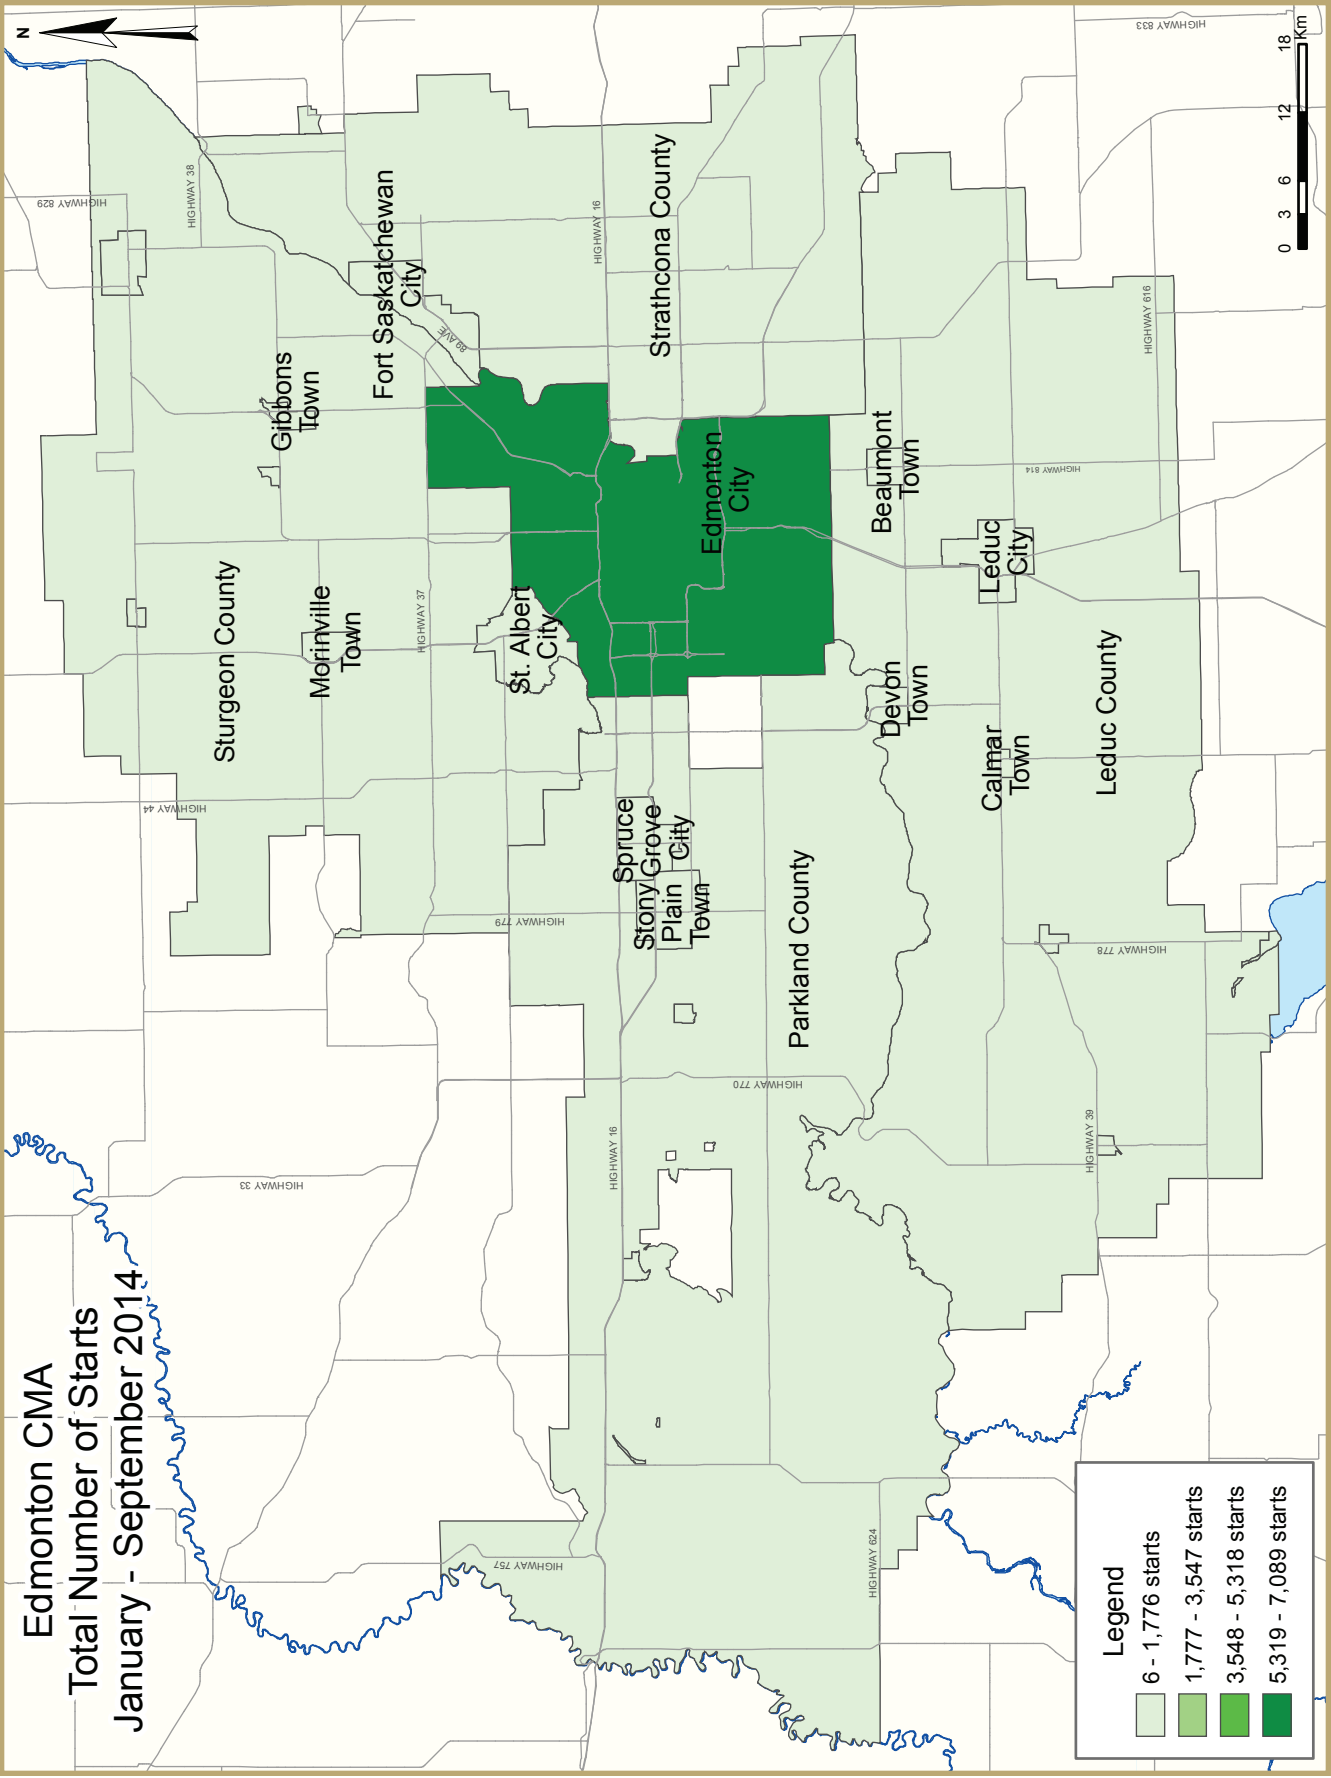 Edmonton CMA
Total Number of Starts
January - September 2014
N
HIGHWAY 829
HIGHWAY 38
HIGHWAY 833
Gibbons
Town
Fort Saskatchewan
City
89 AVE
HIGHWAY 16
Strathcona County
Sturgeon County
Morinville
Town
HIGHWAY 37
HIGHWAY 44
St. Albert
City
Edmonton
City
Beaumont
Town
HIGHWAY 814
HIGHWAY 616
Leduc
City
Leduc County
Devon
Town
Calmar
Town
Spruce
Grove
City
Stony
Plain
Town
HIGHWAY 779
Parkland County
HIGHWAY 770
HIGHWAY 778
HIGHWAY 39
HIGHWAY 16
HIGHWAY 33
HIGHWAY 757
HIGHWAY 624
Legend
6 - 1,776 starts
1,777 - 3,547 starts
3,548 - 5,318 starts
5,319 - 7,089 starts
0 3 6 12 18
Km